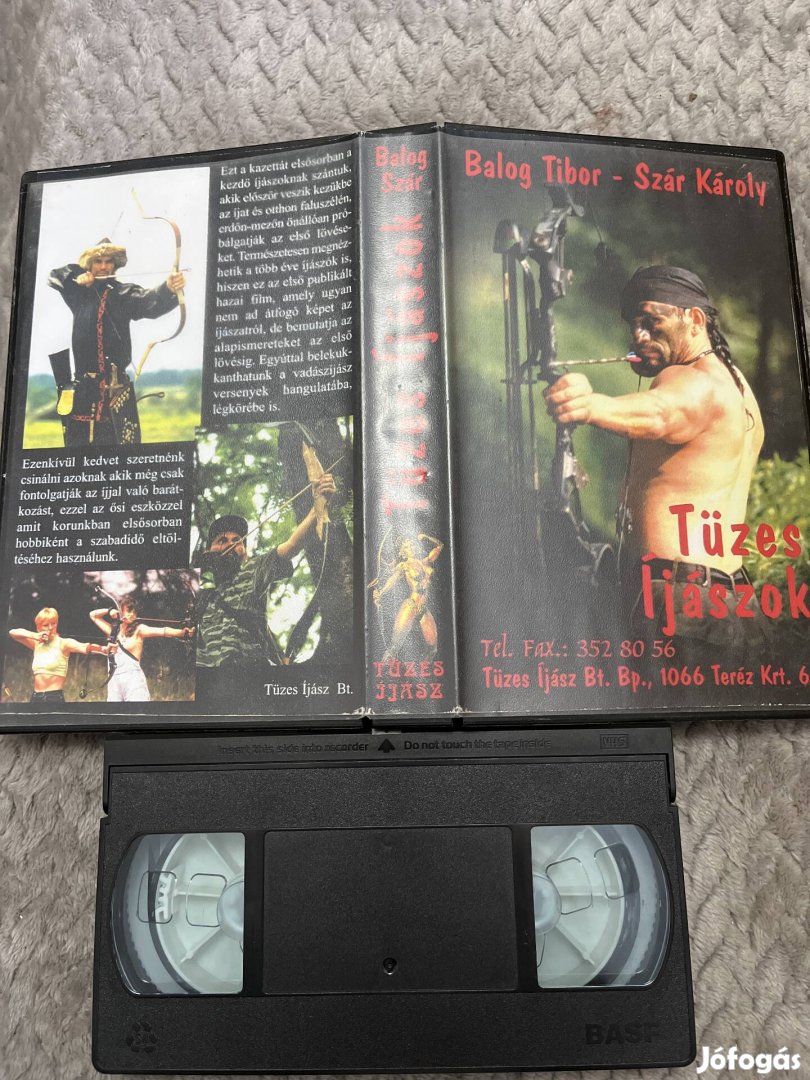 Ezt a kazettát elsősorban a
kezdő íjászoknak szántuk,
akik először veszik kezükbe
az íjat és otthon faluszélén,
erdőn-mezőn önállóan pró-
bálgatják az első lövése-
ket. Természetesen megnéz-
hetik a több éve íjászok is,
hiszen ez az első publikált
hazai film, amely ugyan
nem ad átfogó képet az
íjászatról, de bemutatja az
alapismereteket az első
lövésig. Egyúttal belekuk-
kanthatunk a vadászíjász
versenyek hangulatába,
légkörébe is.
Ezenkívül kedvet szeretnénk
csinálni azoknak akik még csak
fontolgatják az íjjal való barát-
kozást, ezzel az ősi eszközzel
amit korunkban elsősorban
hobbiként a szabadidő eltöl-
téséhez használunk.
Tüzes Íjász Bt.
Balog
Szár
Tüzes Íjászok
TÜZES
ÍJÁSZ
Balog Tibor - Szár Károly
Tüzes
Íjászok
Tel. Fax.: 352 80 56
Tüzes Íjász Bt. Bp., 1066 Teréz Krt. 6
Insert this side into recorder Do not touch the tape inside VHS
BASF
Jófogás